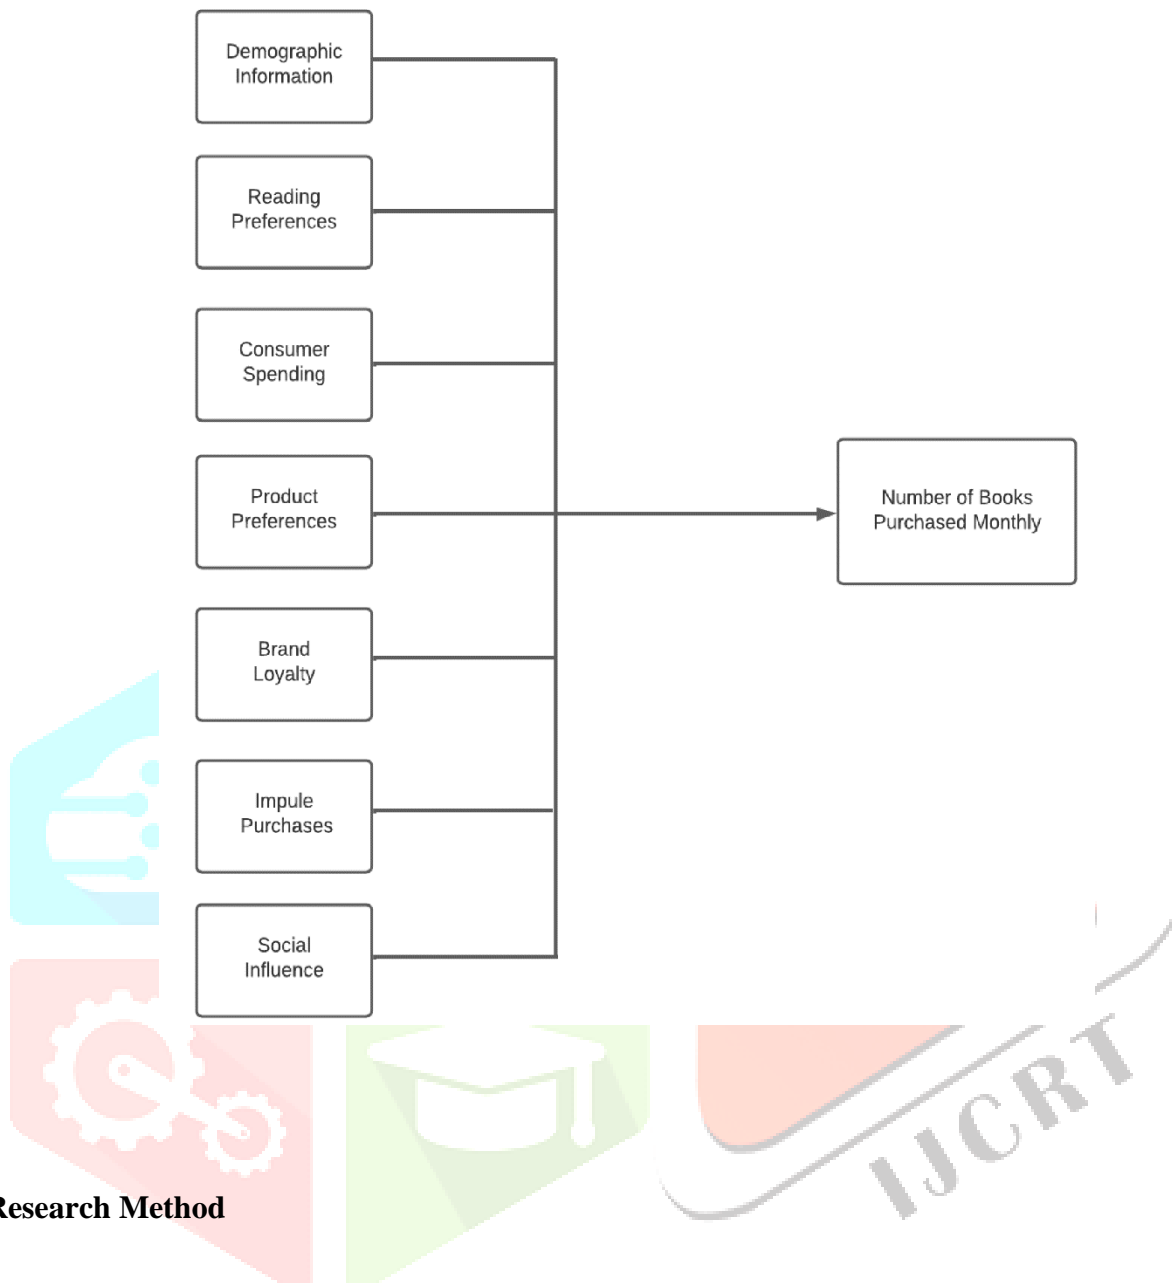 Demographic
Information
Reading
Preferences
Consumer
Spending
Product
Preferences
Number of Books
Purchased Monthly
Brand
Loyalty
Impule
Purchases
Social
Influence
IJCRT
Research Method